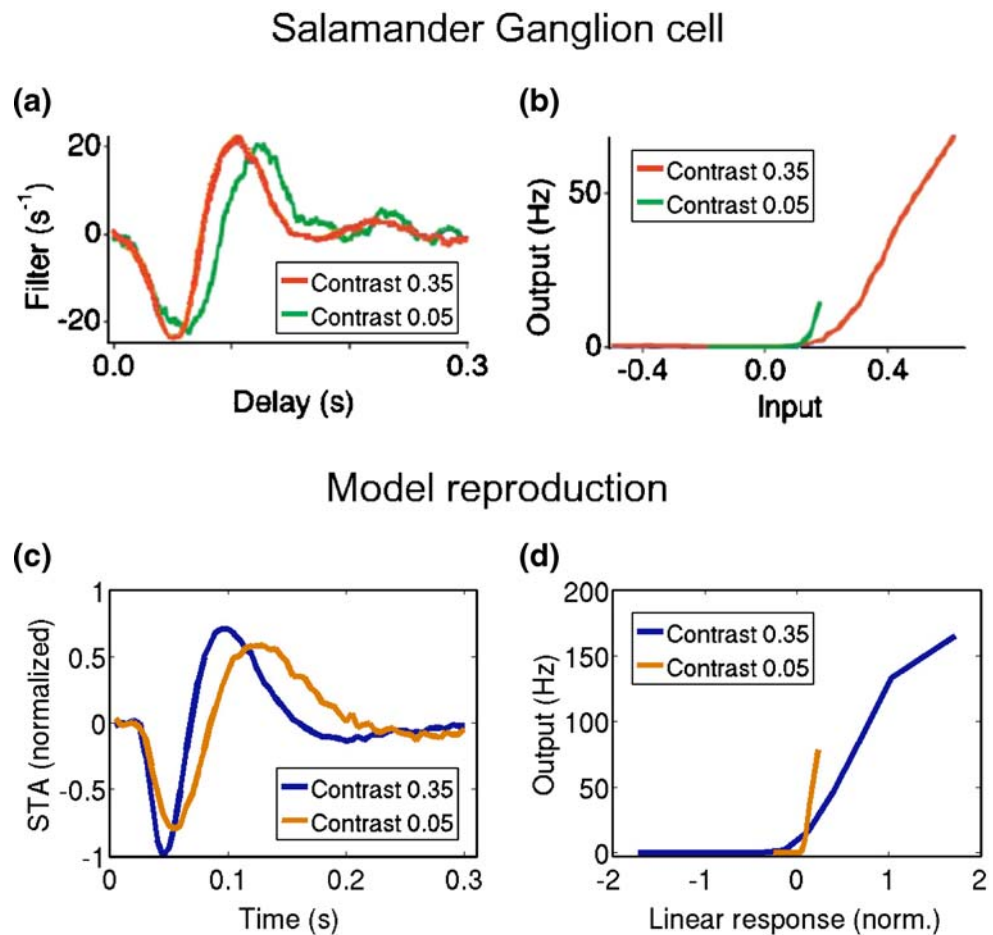 Salamander Ganglion cell
(a)
20
0
-20
Filter (s-1)
Contrast 0.35
Contrast 0.05
0.0
0.3
Delay (s)
(b)
50
0
Output (Hz)
Contrast 0.35
Contrast 0.05
-0.4
0.0
0.4
Input
Model reproduction
(c)
1
0.5
0
-0.5
-1
STA (normalized)
Contrast 0.35
Contrast 0.05
0
0.1
0.2
0.3
Time (s)
(d)
200
150
100
50
0
Output (Hz)
Contrast 0.35
Contrast 0.05
-2
-1
0
1
2
Linear response (norm.)